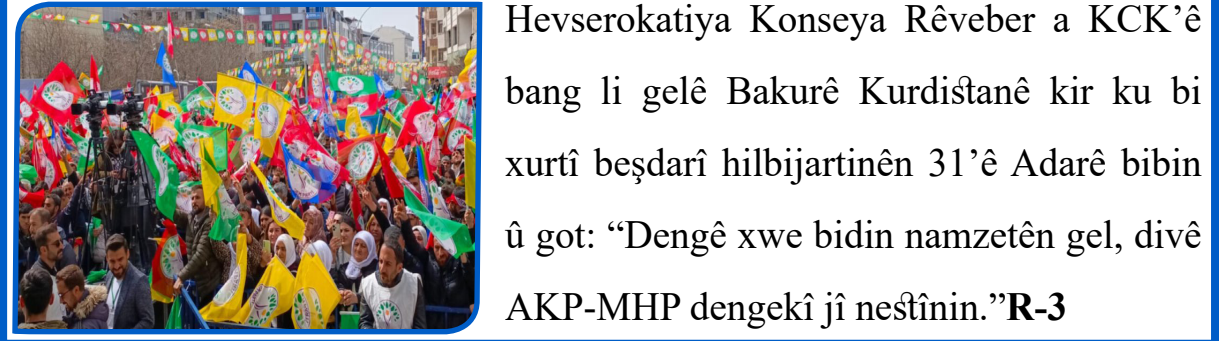 Hevserokatiya Konseya Rêveber a KCK’ê
bang li gelê Bakurê Kurdistanê kir ku bi
xurtî beşdarî hilbijartinên 31’ê Adarê bibin
û got: “Dengê xwe bidin namzetên gel, divê
AKP-MHP dengekî jî nestînin.”R-3